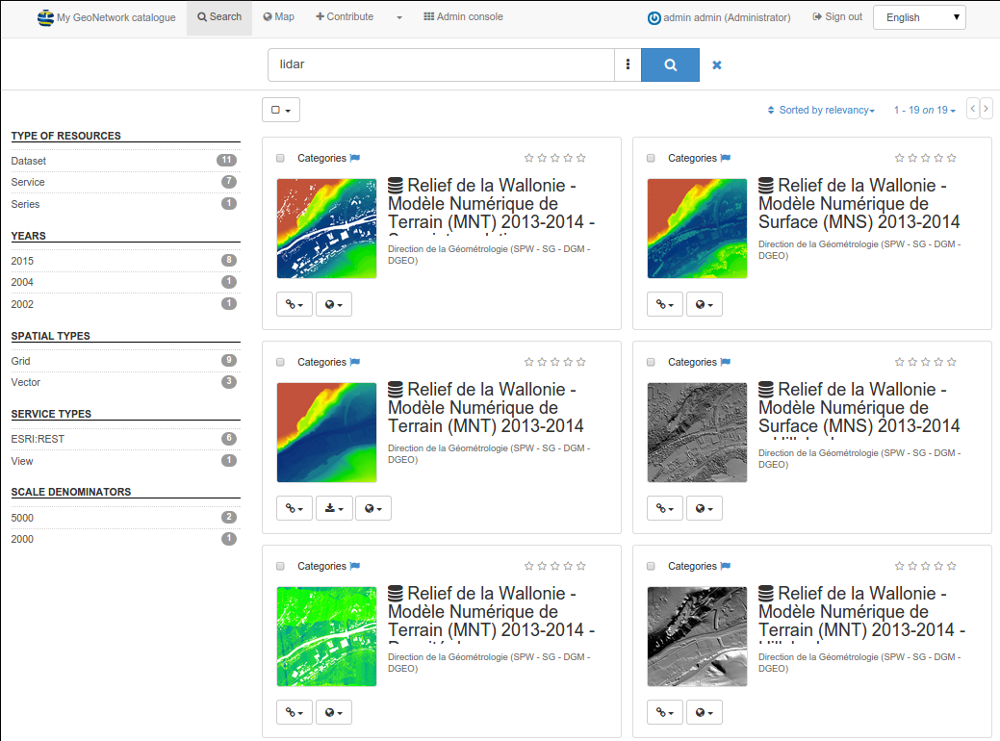 My GeoNetwork catalogue Search Map Contribute Admin console admin admin (Administrator) Sign out English
lidar
Sorted by relevancy 1 - 19 on 19
TYPE OF RESOURCES
Dataset 11
Service 7
Series 1
YEARS
2015 8
2004 1
2002 1
SPATIAL TYPES
Grid 9
Vector 3
SERVICE TYPES
ESRI:REST 6
View 1
SCALE DENOMINATORS
5000 2
2000 1
Categories
Relief de la Wallonie -
Modèle Numérique de
Terrain (MNT) 2013-2014 -
Direction de la Géométrologie (SPW - SG - DGM -
DGEO)
Categories
Relief de la Wallonie -
Modèle Numérique de
Surface (MNS) 2013-2014
Direction de la Géométrologie (SPW - SG - DGM -
DGEO)
Categories
Relief de la Wallonie -
Modèle Numérique de
Terrain (MNT) 2013-2014
Direction de la Géométrologie (SPW - SG - DGM -
DGEO)
Categories
Relief de la Wallonie -
Modèle Numérique de
Surface (MNS) 2013-2014
Direction de la Géométrologie (SPW - SG - DGM -
DGEO)
Categories
Relief de la Wallonie -
Modèle Numérique de
Terrain (MNT) 2013-2014 -
Direction de la Géométrologie (SPW - SG - DGM -
DGEO)
Categories
Relief de la Wallonie -
Modèle Numérique de
Terrain (MNT) 2013-2014 -
Direction de la Géométrologie (SPW - SG - DGM -
DGEO)